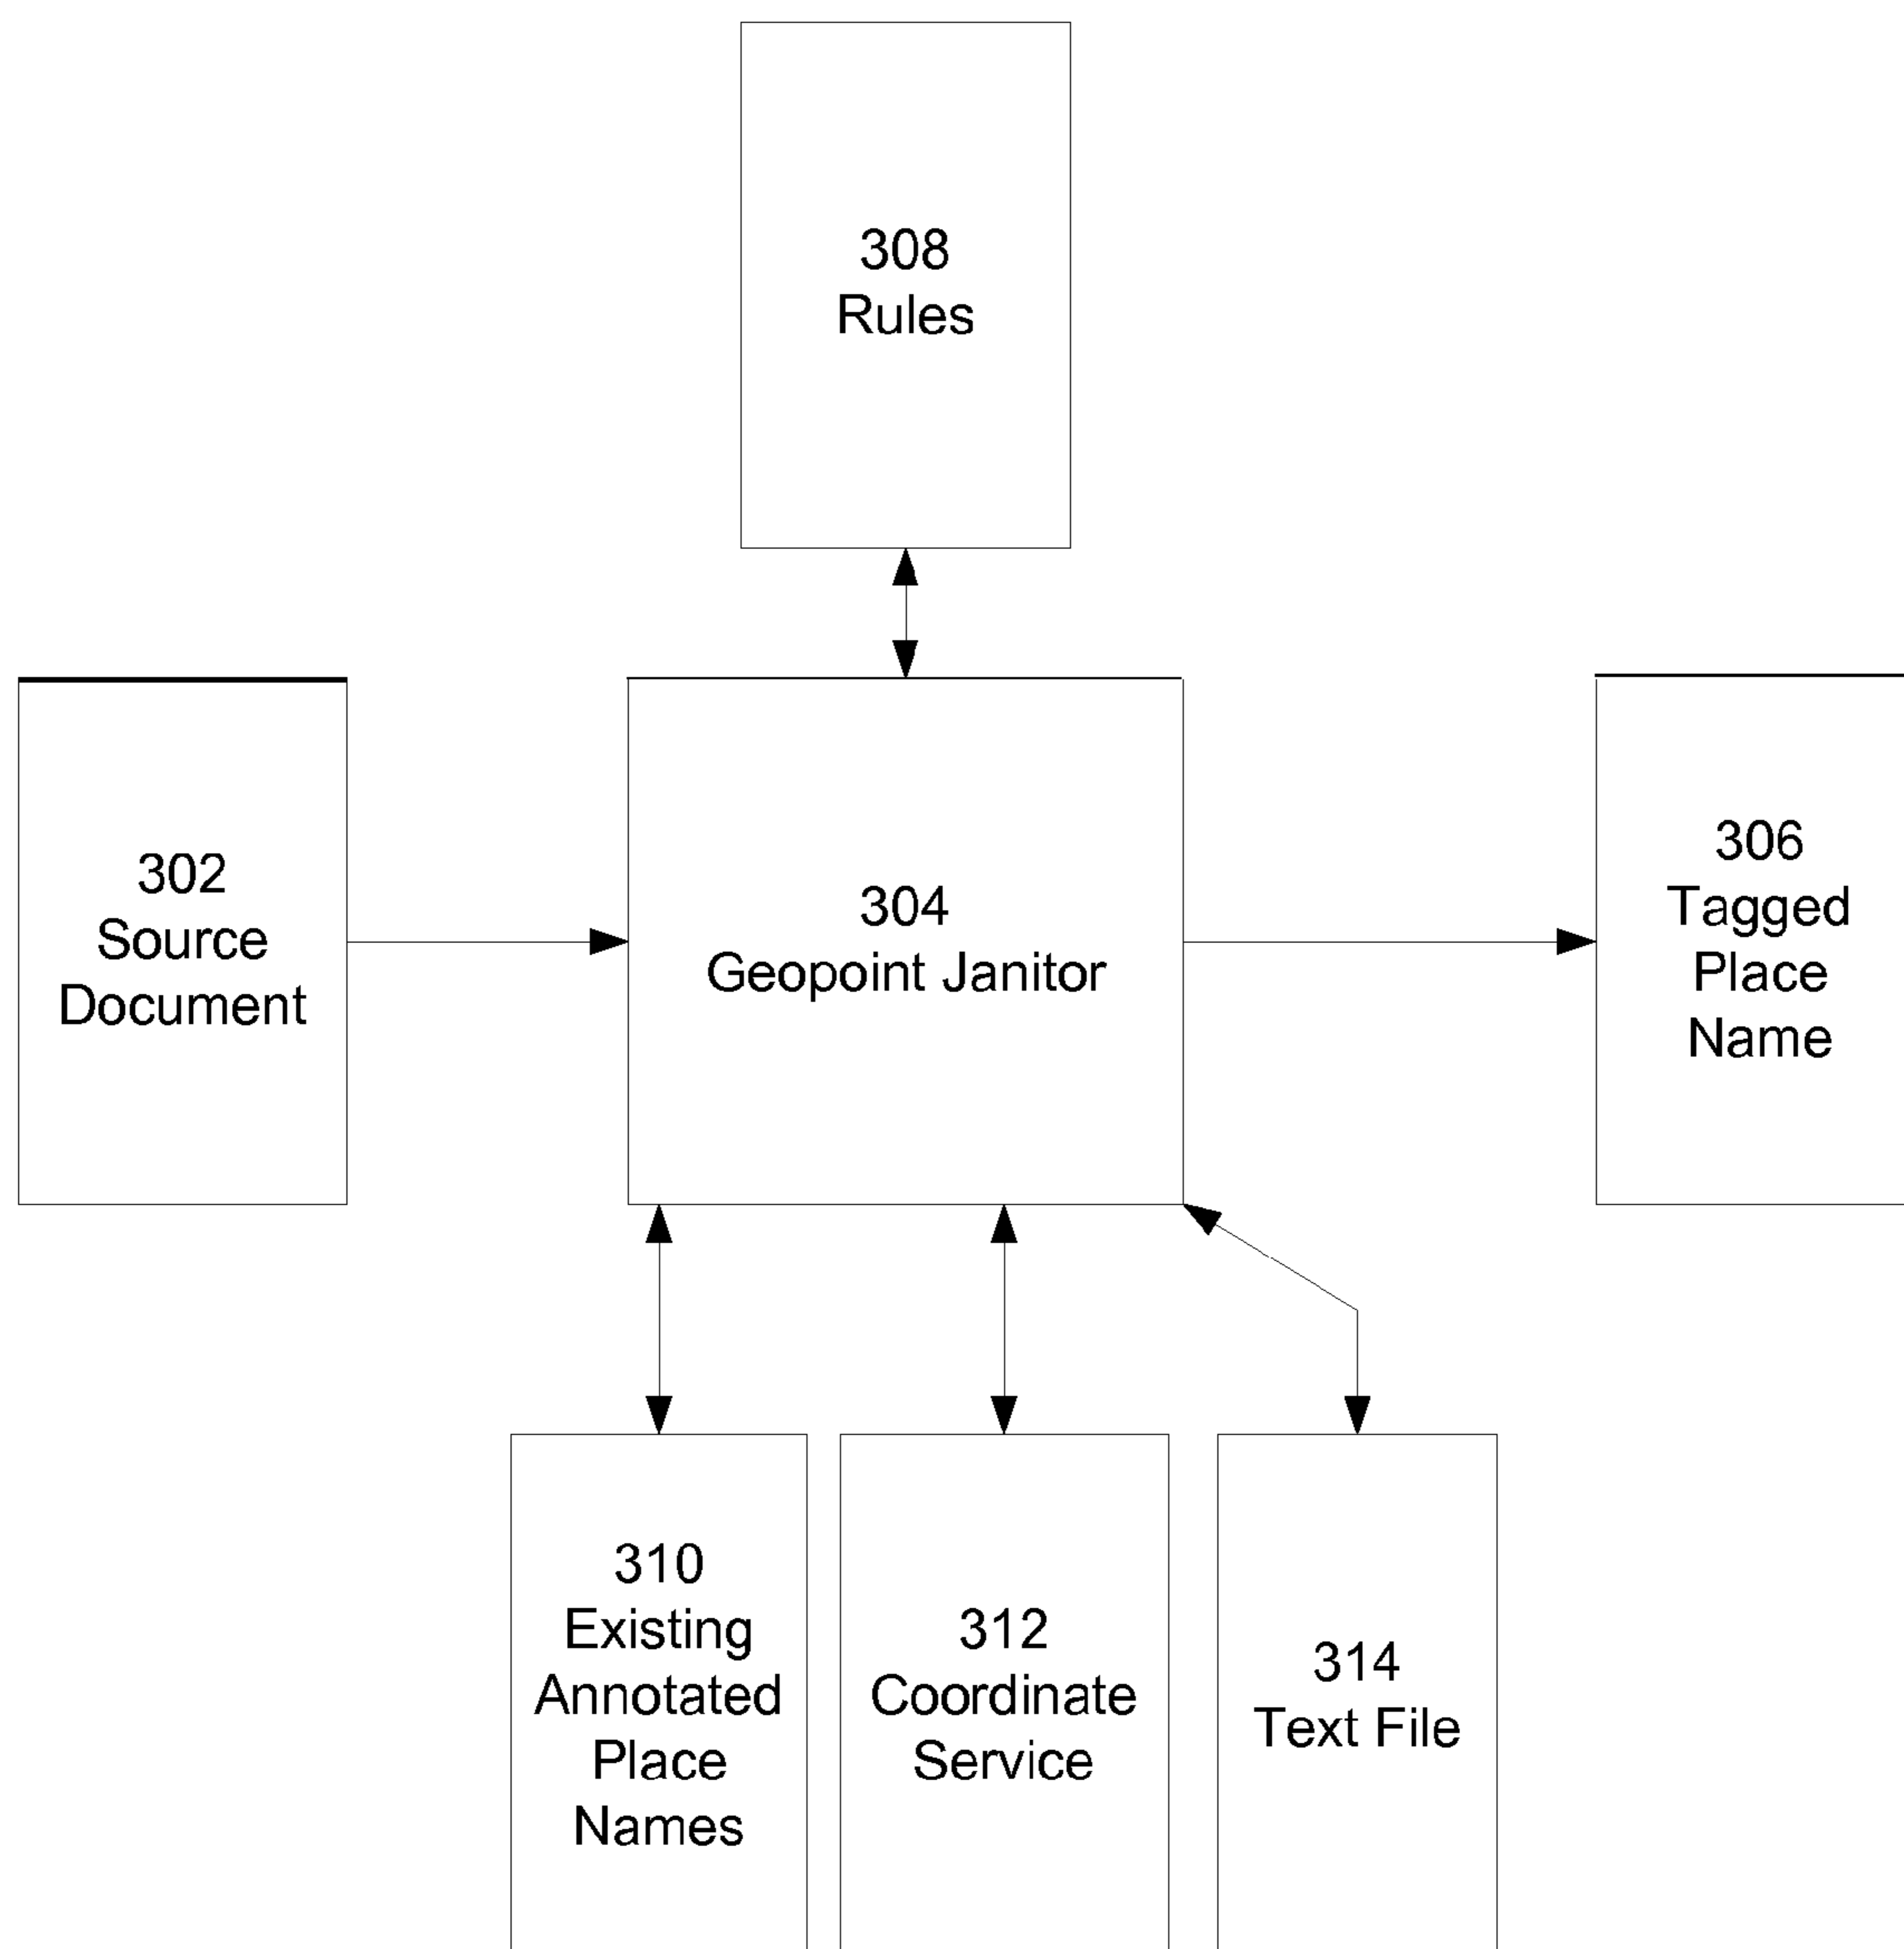 308
Rules
302
Source
Document
304
Geopoint Janitor
306
Tagged
Place
Name
310
Existing
Annotated
Place
Names
312
Coordinate
Service
314
Text File